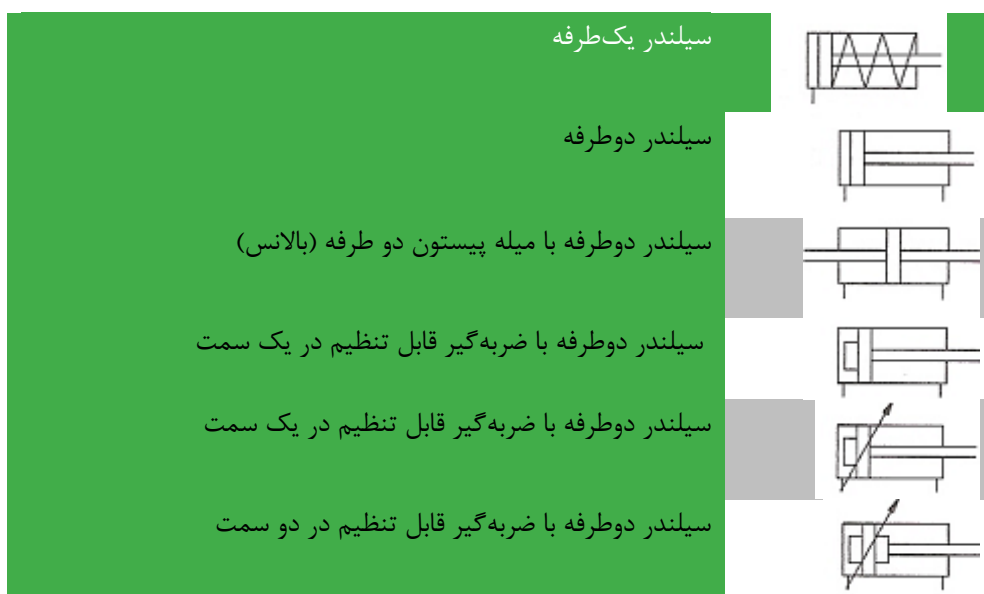 سیلندر یک‌طرفه
سیلندر دوطرفه
سیلندر دوطرفه با میله پیستون دو طرفه (بالانس)
سیلندر دوطرفه با ضربه‌گیر قابل تنظیم در یک سمت
سیلندر دوطرفه با ضربه‌گیر قابل تنظیم در یک سمت
سیلندر دوطرفه با ضربه‌گیر قابل تنظیم در دو سمت